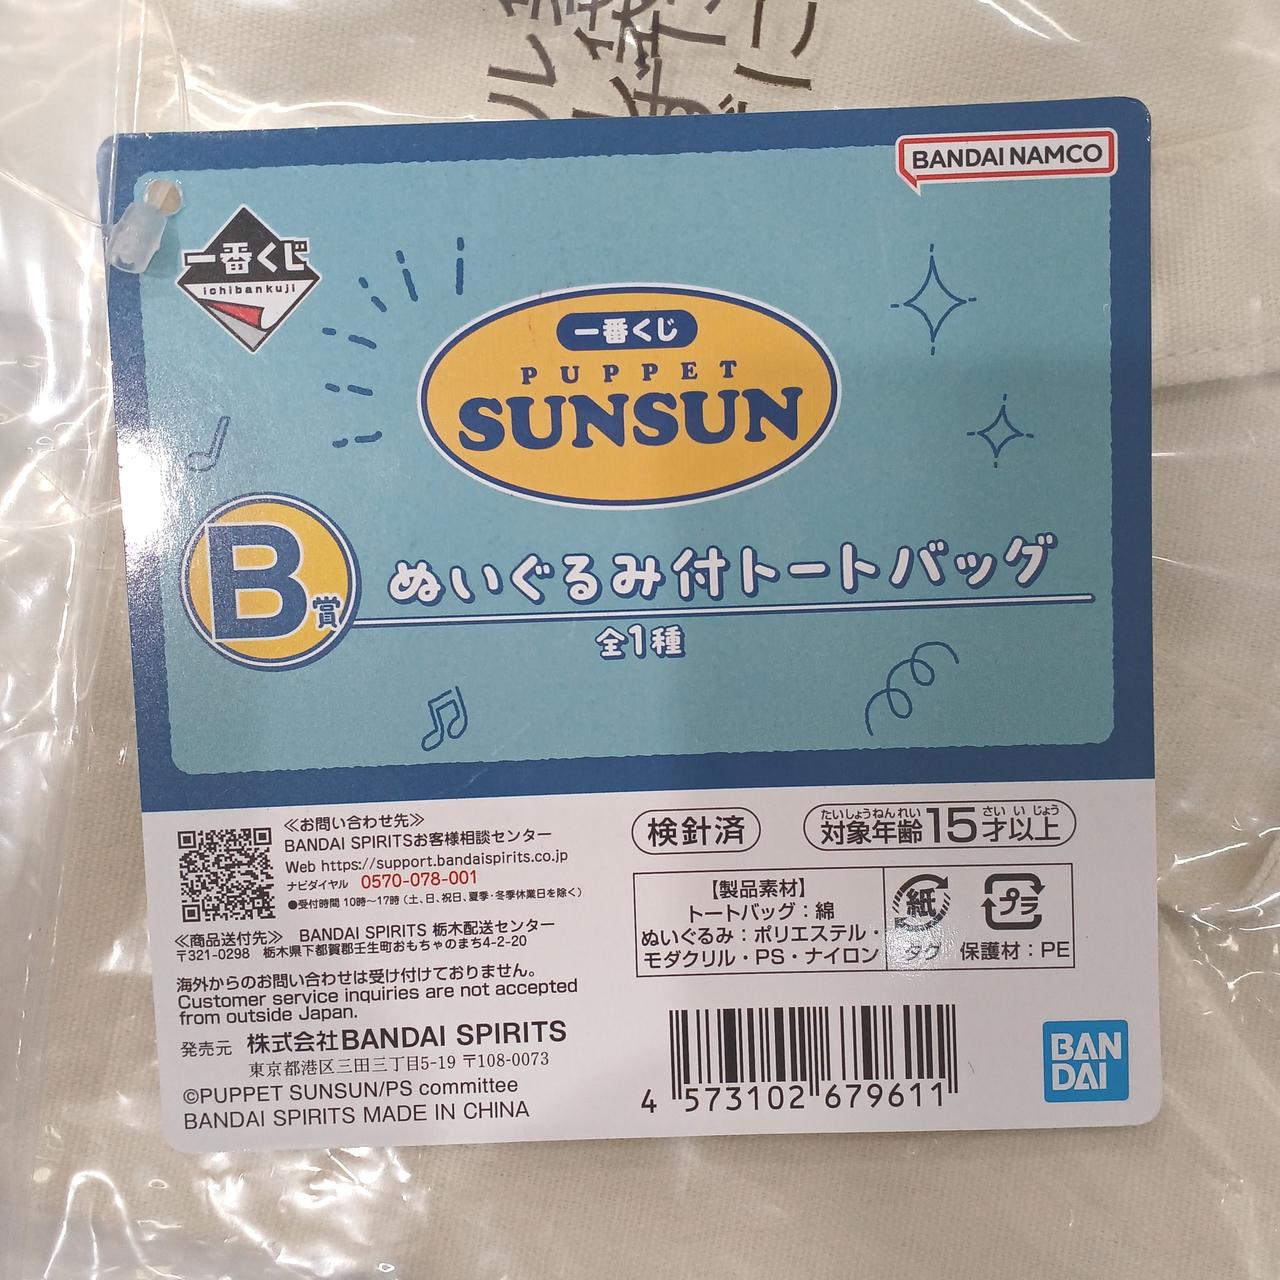 BANDAI NAMCO
一番くじ
ichibankuji
一番くじ
PUPPET
SUNSUN
B賞
ぬいぐるみ付トートバッグ
全1種
≪お問い合わせ先≫
BANDAI SPIRITSお客様相談センター
Web https://support.bandaispirits.co.jp
ナビダイヤル 0570-078-001
●受付時間 10時～17時 (土、日、祝日、夏季・冬季休業日を除く)
≪商品送付先≫ BANDAI SPIRITS 栃木配送センター
〒321-0298 栃木県下都賀郡壬生町おもちゃのまち4-2-20
海外からのお問い合わせは受け付けておりません。
Customer service inquiries are not accepted
from outside Japan.
発売元 株式会社BANDAI SPIRITS
東京都港区三田三丁目5-19 〒108-0073
©PUPPET SUNSUN/PS committee
BANDAI SPIRITS MADE IN CHINA
検針済
たいしょうねんれい さいいじょう
対象年齢15才以上
【製品素材】
トートバッグ：綿
ぬいぐるみ：ポリエステル・
モダクリル・PS・ナイロン
紙
タグ
プラ
保護材：PE
4 573102 679611
BAN
DAI